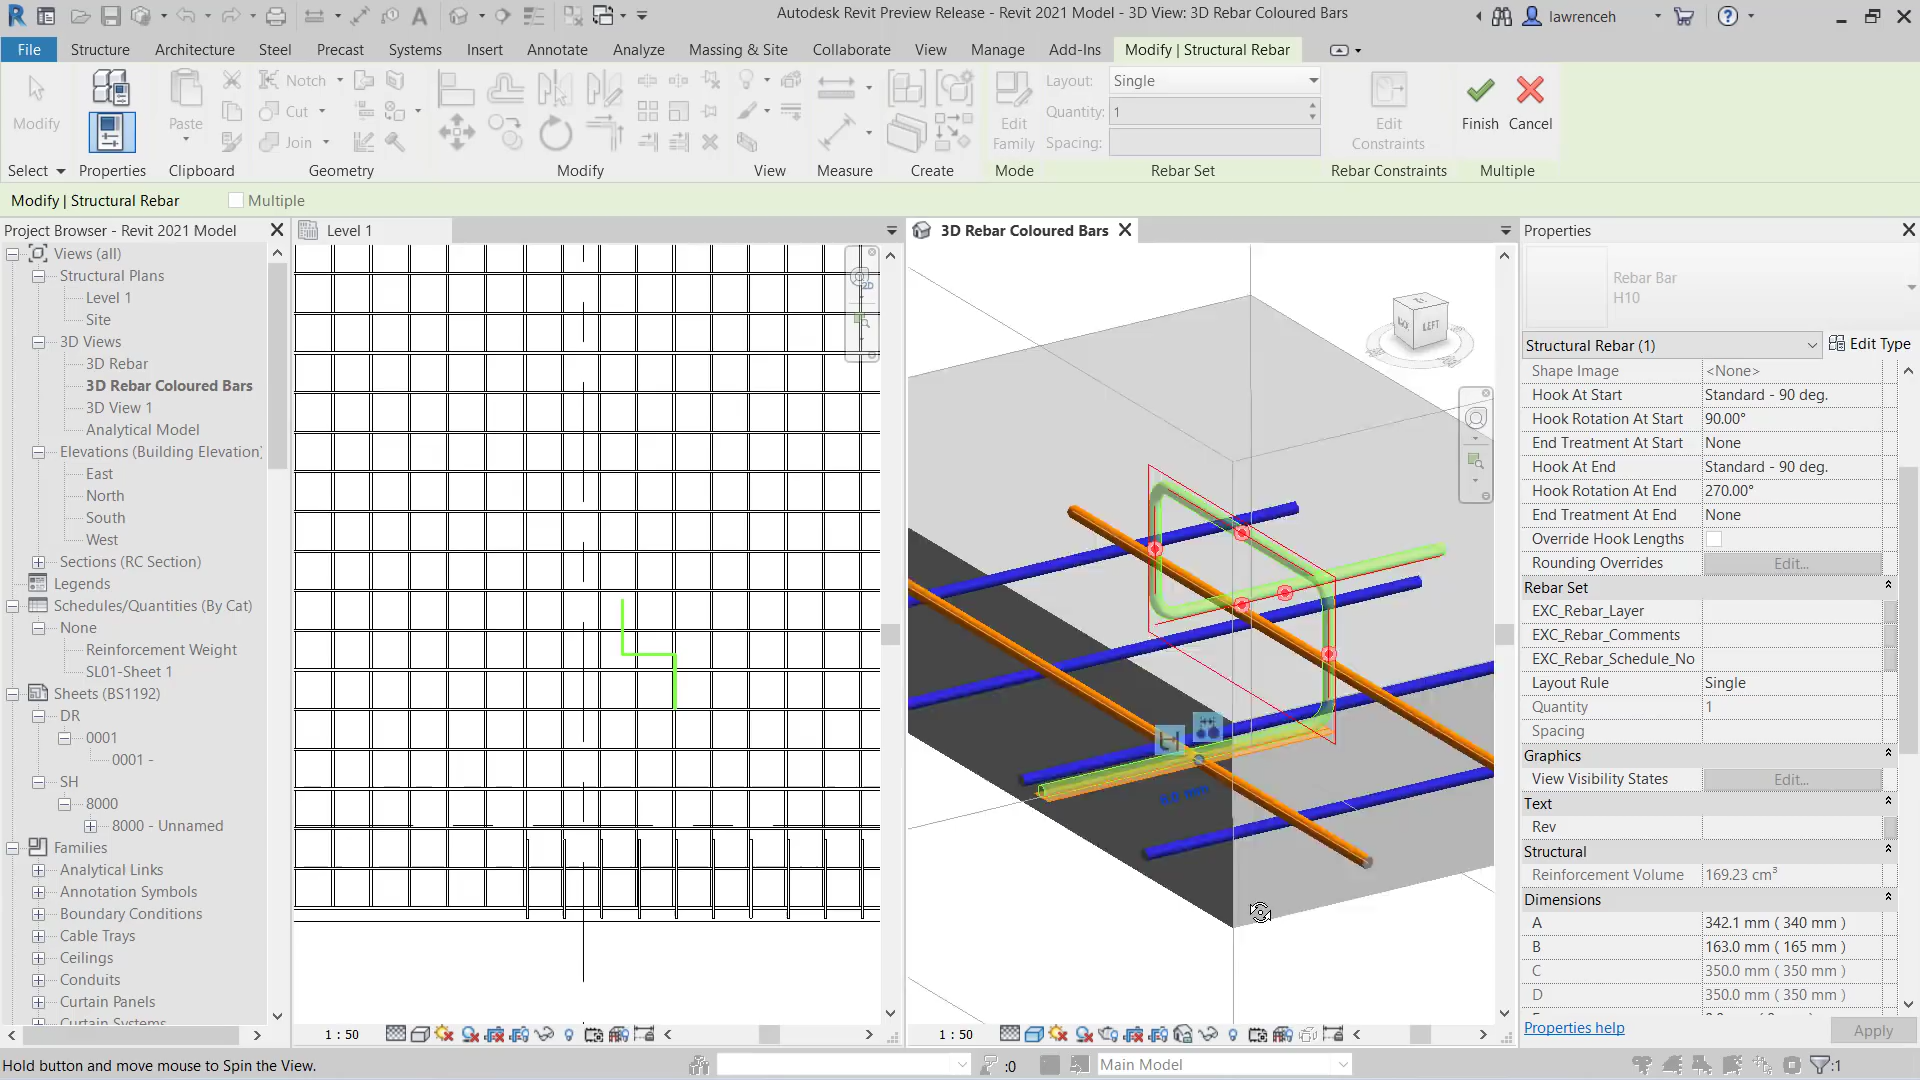 Autodesk Revit Preview Release - Revit 2021 Model - 3D View: 3D Rebar Coloured Bars
lawrenceh
File Structure Architecture Steel Precast Systems Insert Annotate Analyze Massing & Site Collaborate View Manage Add-Ins Modify | Structural Rebar
Modify
Paste
Notch
Cut
Join
Edit Family
Layout: Single
Quantity: 1
Spacing:
Edit Constraints
Finish
Cancel
Select Properties Clipboard Geometry Modify View Measure Create Mode Rebar Set Rebar Constraints Multiple
Modify | Structural Rebar Multiple
Project Browser - Revit 2021 Model
Views (all)
Structural Plans
Level 1
Site
3D Views
3D Rebar
3D Rebar Coloured Bars
3D View 1
Analytical Model
Elevations (Building Elevation)
East
North
South
West
Sections (RC Section)
Legends
Schedules/Quantities (By Cat)
None
Reinforcement Weight
SL01-Sheet 1
Sheets (BS1192)
DR
0001
0001 -
SH
8000
8000 - Unnamed
Families
Analytical Links
Annotation Symbols
Boundary Conditions
Cable Trays
Ceilings
Conduits
Curtain Panels
Curtain Systems
Level 1
2D
1 : 50
3D Rebar Coloured Bars
LEFT
1 : 50
Properties
Rebar Bar
H10
Structural Rebar (1)
Edit Type
Shape Image <None>
Hook At Start Standard - 90 deg.
Hook Rotation At Start 90.00°
End Treatment At Start None
Hook At End Standard - 90 deg.
Hook Rotation At End 270.00°
End Treatment At End None
Override Hook Lengths
Rounding Overrides Edit...
Rebar Set
EXC_Rebar_Layer
EXC_Rebar_Comments
EXC_Rebar_Schedule_No
Layout Rule Single
Quantity 1
Spacing
Graphics
View Visibility States Edit...
Text
Rev
Structural
Reinforcement Volume 169.23 cm³
Dimensions
A 342.1 mm ( 340 mm )
B 163.0 mm ( 165 mm )
C 350.0 mm ( 350 mm )
D 350.0 mm ( 350 mm )
Properties help
Apply
Hold button and move mouse to Spin the View.
:0
Main Model
:1